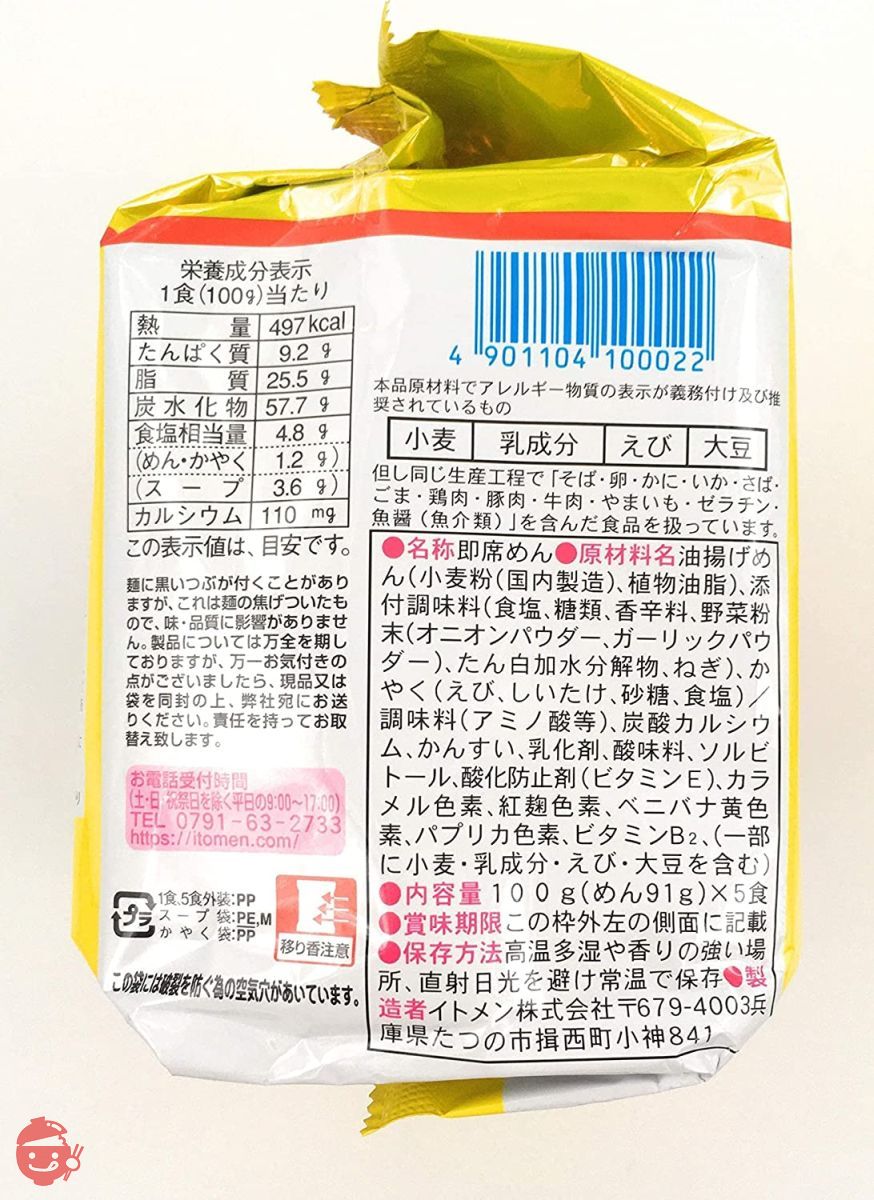 栄養成分表示
1食(100g)当たり
熱量 497kcal
たんぱく質 9.2 g
脂質 25.5 g
炭水化物 57.7 g
食塩相当量 4.8 g
(めん・かやく 1.2 g)
(スープ 3.6 g)
カルシウム 110 mg
この表示値は、目安です。
麺に黒いつぶが付くことがあり
ますが、これは麺の焦げついたも
ので、味・品質に影響がありませ
ん。製品については万全を期し
ておりますが、万一お気付きの
点がございましたら、現品又は
袋を同封の上、弊社宛にお送
りください。責任を持ってお取
替え致します。
お電話受付時間
(土・日・祝祭日を除く平日の9:00〜17:00)
TEL 0791-63-2733
https://itomen.com/
プラ
1食、5食外装:PP
スープ袋:PE,M
かやく袋:PP
移り香注意
この袋には破裂を防ぐ為の空気穴があいています。
4 901104 100022
本品原材料でアレルギー物質の表示が義務付け及び推
奨されているもの
小麦 乳成分 えび 大豆
但し同じ生産工程で「そば・卵・かに・いか・さば・
ごま・鶏肉・豚肉・牛肉・やまいも・ゼラチン・
魚醤(魚介類)」を含んだ食品を扱っています。
●名称即席めん●原材料名油揚げめ
ん(小麦粉(国内製造)、植物油脂)、添
付調味料(食塩、糖類、香辛料、野菜粉
末(オニオンパウダー、ガーリックパウ
ダー)、たん白加水分解物、ねぎ)、か
やく(えび、しいたけ、砂糖、食塩)/
調味料(アミノ酸等)、炭酸カルシウ
ム、かんすい、乳化剤、酸味料、ソルビ
トール、酸化防止剤(ビタミンE)、カラ
メル色素、紅麹色素、ベニバナ黄色
素、パプリカ色素、ビタミンB2、(一部
に小麦・乳成分・えび・大豆を含む)
●内容量100g(めん91g)×5食
●賞味期限この枠外左の側面に記載
●保存方法高温多湿や香りの強い場
所、直射日光を避け常温で保存●製
造者イトメン株式会社〒679-4003兵
庫県たつの市揖西町小神841